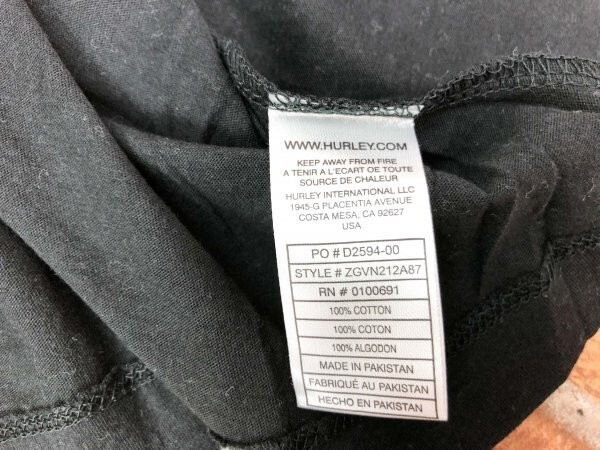 WWW.HURLEY.COM
KEEP AWAY FROM FIRE
A TENIR A L'ECART DE TOUTE
SOURCE DE CHALEUR
HURLEY INTERNATIONAL LLC
1945-G PLACENTIA AVENUE
COSTA MESA, CA 92627
USA
PO # D2594-00
STYLE # ZGVN212A87
RN # 0100691
100% COTTON
100% COTON
100% ALGODON
MADE IN PAKISTAN
FABRIQUÉ AU PAKISTAN
HECHO EN PAKISTAN